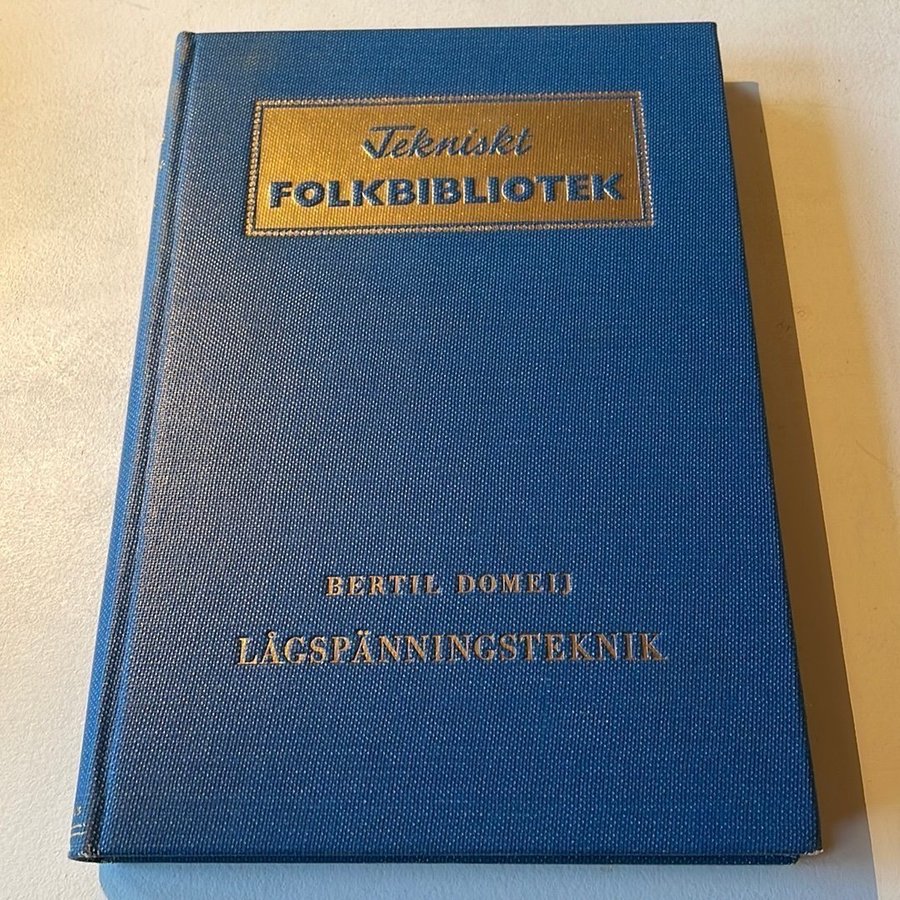 Tekniskt
FOLKBIBLIOTEK
BERTIL DOMEIJ
LÅGSPÄNNINGSTEKNIK